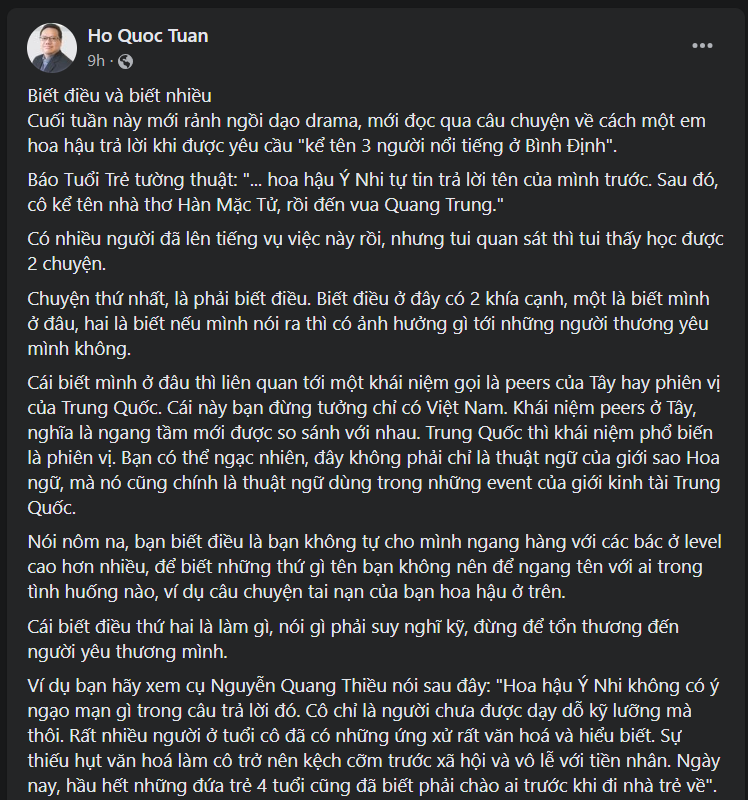 Ho Quoc Tuan
9h ·
Biết điều và biết nhiều
Cuối tuần này mới rảnh ngồi dạo drama, mới đọc qua câu chuyện về cách một em
hoa hậu trả lời khi được yêu cầu "kể tên 3 người nổi tiếng ở Bình Định".
Báo Tuổi Trẻ tường thuật: "... hoa hậu Ý Nhi tự tin trả lời tên của mình trước. Sau đó,
cô kể tên nhà thơ Hàn Mặc Tử, rồi đến vua Quang Trung."
Có nhiều người đã lên tiếng vụ việc này rồi, nhưng tui quan sát thì tui thấy học được
2 chuyện.
Chuyện thứ nhất, là phải biết điều. Biết điều ở đây có 2 khía cạnh, một là biết mình
ở đâu, hai là biết nếu mình nói ra thì có ảnh hưởng gì tới những người thương yêu
mình không.
Cái biết mình ở đâu thì liên quan tới một khái niệm gọi là peers của Tây hay phiên vị
của Trung Quốc. Cái này bạn đừng tưởng chỉ có Việt Nam. Khái niệm peers ở Tây,
nghĩa là ngang tầm mới được so sánh với nhau. Trung Quốc thì khái niệm phổ biến
là phiên vị. Bạn có thể ngạc nhiên, đây không phải chỉ là thuật ngữ của giới sao Hoa
ngữ, mà nó cũng chính là thuật ngữ dùng trong những event của giới kinh tài Trung
Quốc.
Nói nôm na, bạn biết điều là bạn không tự cho mình ngang hàng với các bác ở level
cao hơn nhiều, để biết những thứ gì tên bạn không nên để ngang tên với ai trong
tình huống nào, ví dụ câu chuyện tai nạn của bạn hoa hậu ở trên.
Cái biết điều thứ hai là làm gì, nói gì phải suy nghĩ kỹ, đừng để tổn thương đến
người yêu thương mình.
Ví dụ bạn hãy xem cụ Nguyễn Quang Thiều nói sau đây: "Hoa hậu Ý Nhi không có ý
ngạo mạn gì trong câu trả lời đó. Cô chỉ là người chưa được dạy dỗ kỹ lưỡng mà
thôi. Rất nhiều người ở tuổi cô đã có những ứng xử rất văn hoá và hiểu biết. Sự
thiếu hụt văn hoá làm cô trở nên kệch cỡm trước xã hội và vô lễ với tiền nhân. Ngày
nay, hầu hết những đứa trẻ 4 tuổi cũng đã biết phải chào ai trước khi đi nhà trẻ về".